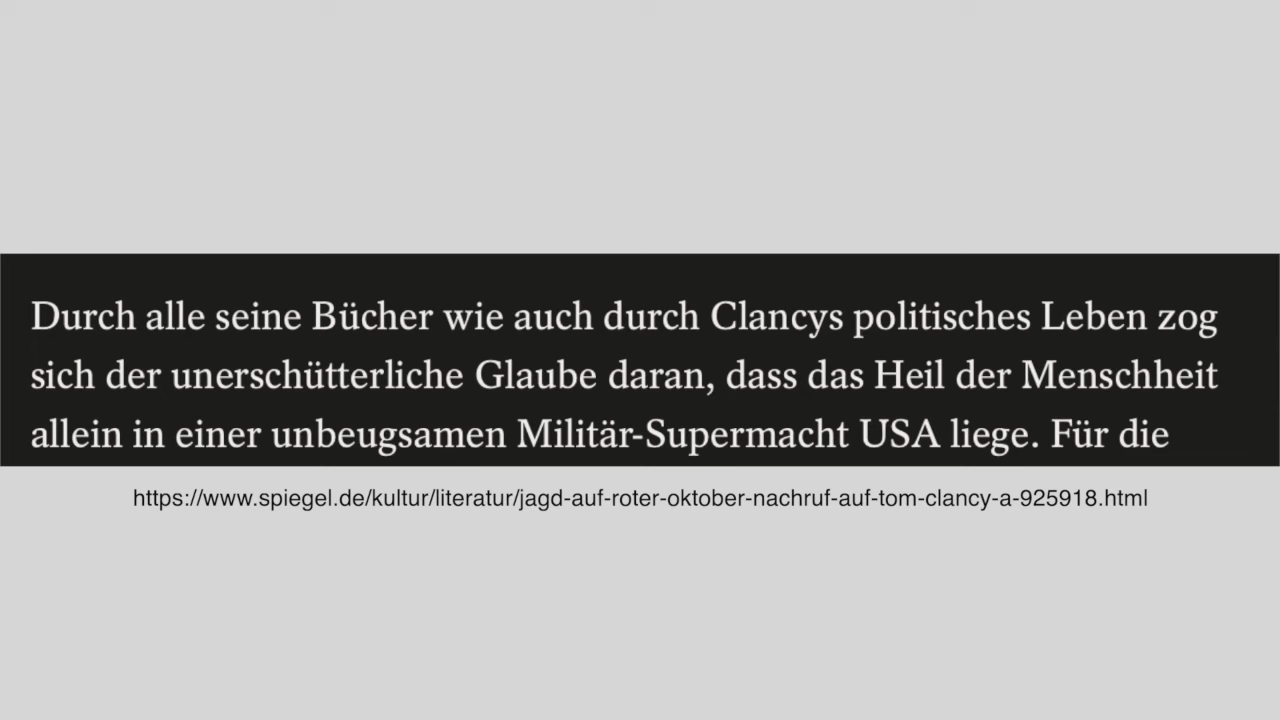 Durch alle seine Bücher wie auch durch Clancys politisches Leben zog
sich der unerschütterliche Glaube daran, dass das Heil der Menschheit
allein in einer unbeugsamen Militär-Supermacht USA liege. Für die
https://www.spiegel.de/kultur/literatur/jagd-auf-roter-oktober-nachruf-auf-tom-clancy-a-925918.html